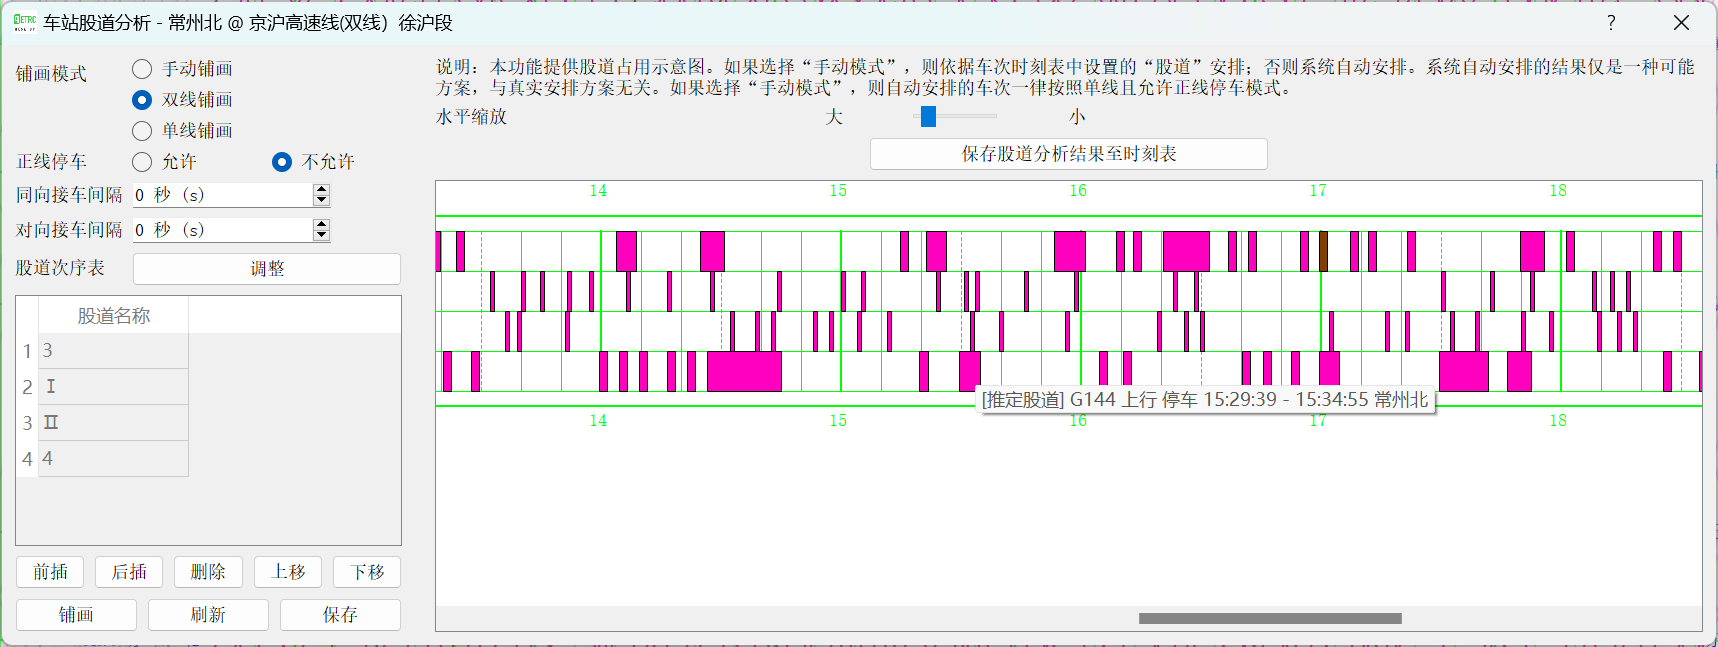 车站股道分析 - 常州北 @ 京沪高速线(双线) 徐沪段
?
铺画模式
手动铺画
双线铺画
单线铺画
正线停车
允许
不允许
同向接车间隔
0 秒 (s)
对向接车间隔
0 秒 (s)
股道次序表
调整
股道名称
1 3
2 I
3 II
4 4
前插
后插
删除
上移
下移
铺画
刷新
保存
说明：本功能提供股道占用示意图。如果选择“手动模式”，则依据车次时刻表中设置的“股道”安排；否则系统自动安排。系统自动安排的结果仅是一种可能
方案，与真实安排方案无关。如果选择“手动模式”，则自动安排的车次一律按照单线且允许正线停车模式。
水平缩放
大
小
保存股道分析结果至时刻表
14 15 16 17 18
[推定股道] G144 上行 停车 15:29:39 - 15:34:55 常州北
14 15 16 17 18